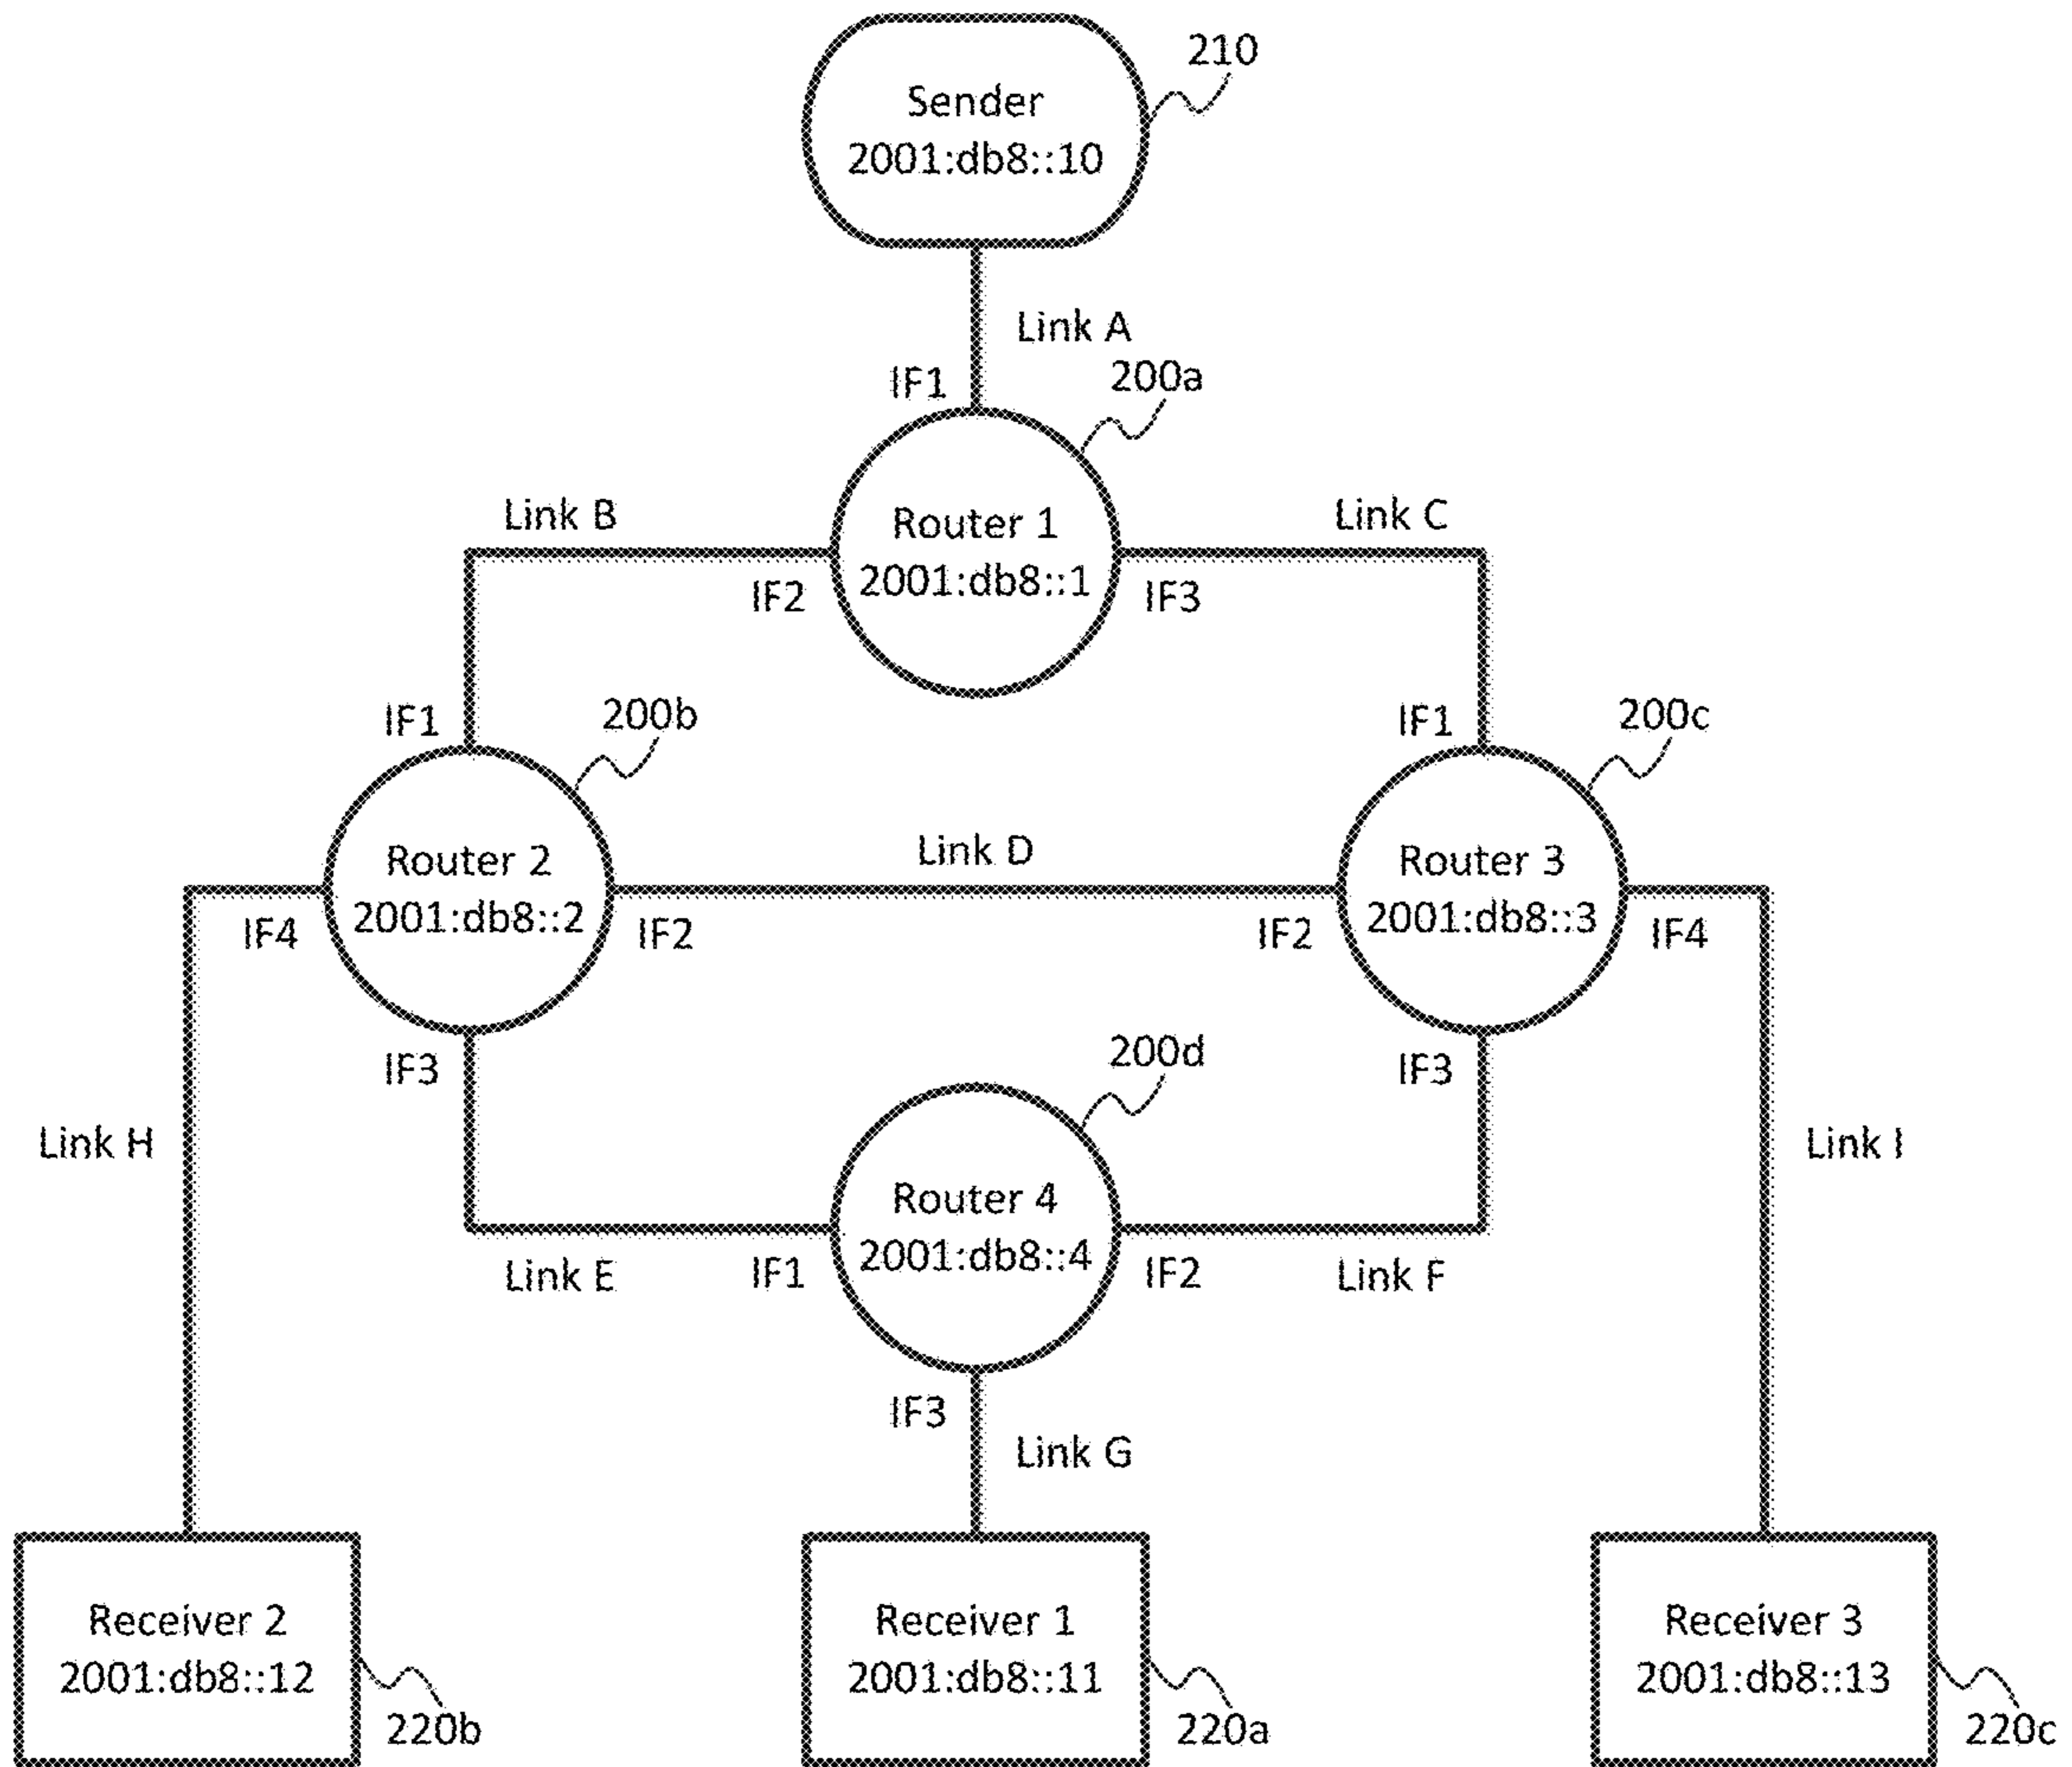 210
Sender
2001:db8::10
Link A
IF1
200a
Link B
Link C
Router 1
2001:db8::1
IF2
IF3
IF1
200b
IF1
200c
Link D
Router 2
2001:db8::2
Router 3
2001:db8::3
IF4
IF2
IF2
IF4
IF3
200d
IF3
Link H
Link I
Router 4
2001:db8::4
Link E
IF1
IF2
Link F
IF3
Link G
Receiver 2
2001:db8::12
220b
Receiver 1
2001:db8::11
220a
Receiver 3
2001:db8::13
220c